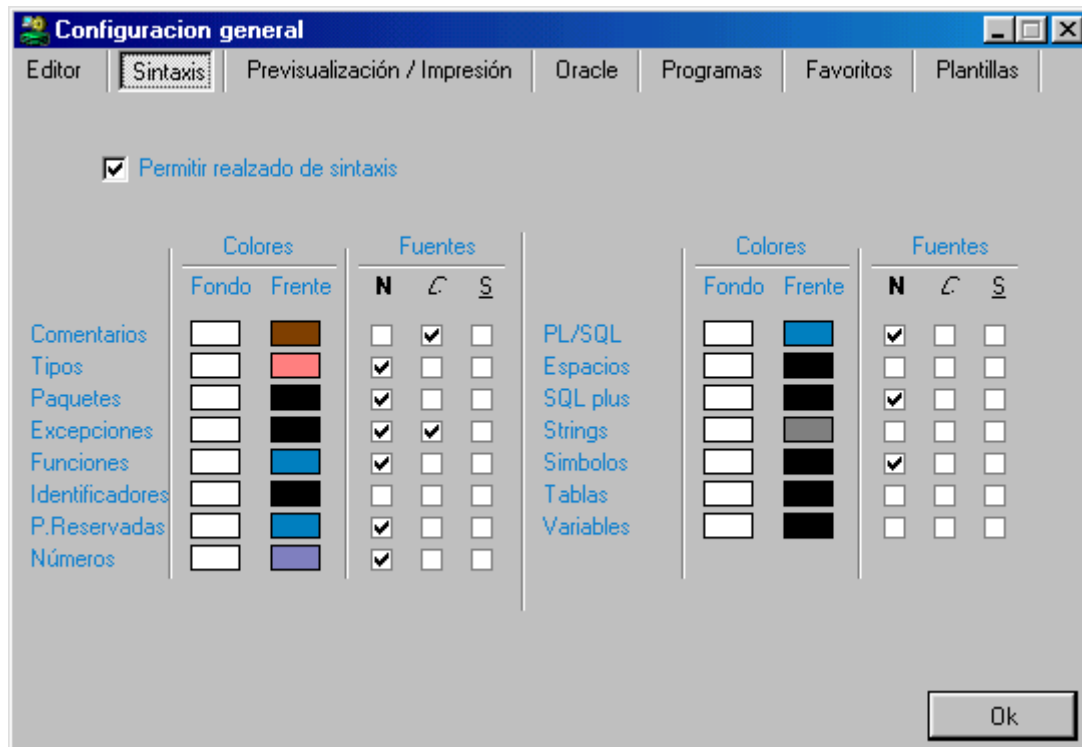 Configuracion general
Editor Sintaxis Previsualización / Impresión Oracle Programas Favoritos Plantillas
Permitir realzado de sintaxis
Colores Fuentes Colores Fuentes
Fondo Frente N C S Fondo Frente N C S
Comentarios PL/SQL
Tipos Espacios
Paquetes SQL plus
Excepciones Strings
Funciones Simbolos
Identificadores Tablas
P.Reservadas Variables
Números
Ok